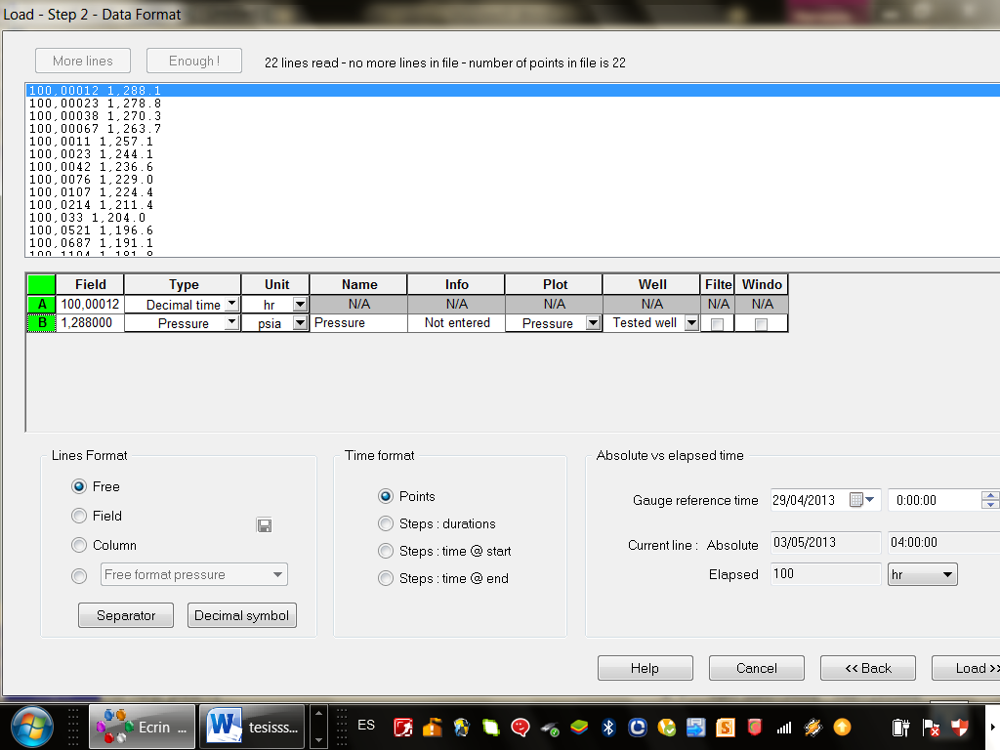 Load - Step 2 - Data Format
More lines Enough ! 22 lines read - no more lines in file - number of points in file is 22
100,00012 1,288.1
100,00023 1,278.8
100,00038 1,270.3
100,00067 1,263.7
100,0011 1,257.1
100,0023 1,244.1
100,0042 1,236.6
100,0076 1,229.0
100,0107 1,224.4
100,0214 1,211.4
100,033 1,204.0
100,0521 1,196.6
100,0687 1,191.1
100,1104 1,181.8
Field Type Unit Name Info Plot Well Filte Windo
A 100,00012 Decimal time hr N/A N/A N/A N/A N/A N/A
B 1,288000 Pressure psia Pressure Not entered Pressure Tested well
Lines Format
Free
Field
Column
Free format pressure
Separator Decimal symbol
Time format
Points
Steps : durations
Steps : time @ start
Steps : time @ end
Absolute vs elapsed time
Gauge reference time 29/04/2013 0:00:00
Current line : Absolute 03/05/2013 04:00:00
Elapsed 100 hr
Help Cancel << Back Load >>
Ecrin ... tesisss... ES